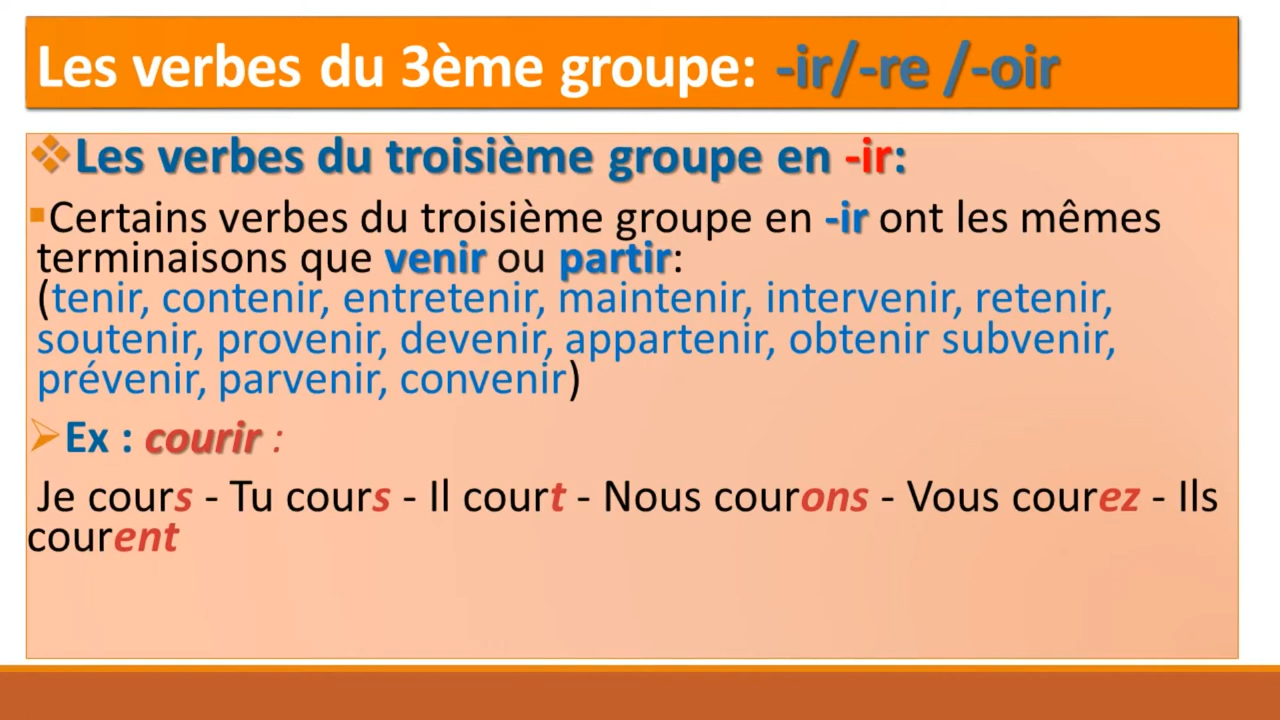 Les verbes du 3ème groupe: -ir/-re /-oir
❖Les verbes du troisième groupe en -ir:
▪Certains verbes du troisième groupe en -ir ont les mêmes
terminaisons que venir ou partir:
(tenir, contenir, entretenir, maintenir, intervenir, retenir,
soutenir, provenir, devenir, appartenir, obtenir subvenir,
prévenir, parvenir, convenir)
➢Ex : courir :
Je cours - Tu cours - Il court - Nous courons - Vous courez - Ils
courent